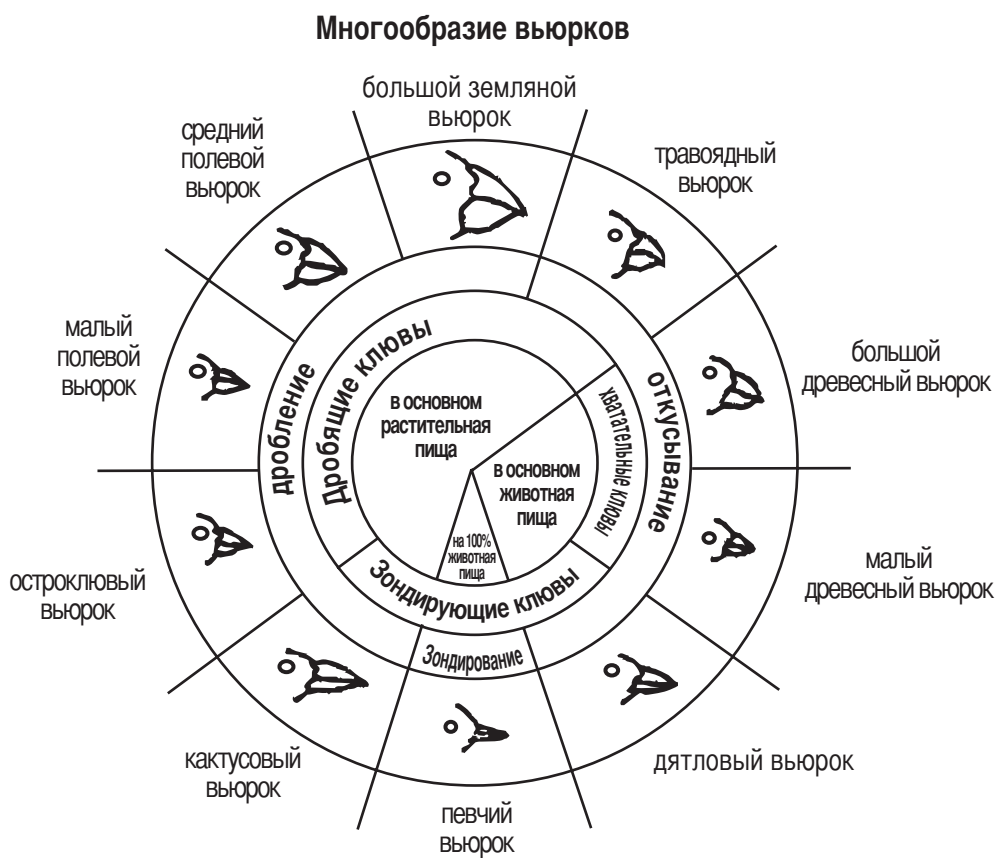 Многообразие вьюрков
большой земляной
вьюрок
средний
полевой
вьюрок
травоядный
вьюрок
малый
полевой
вьюрок
большой
древесный вьюрок
дробление
Дробящие клювы
в основном
растительная
пища
хватательные клювы
откусывание
в основном
животная
пища
на 100%
животная
пища
Зондирующие клювы
Зондирование
остроклювый
вьюрок
малый
древесный вьюрок
кактусовый
вьюрок
дятловый вьюрок
певчий
вьюрок